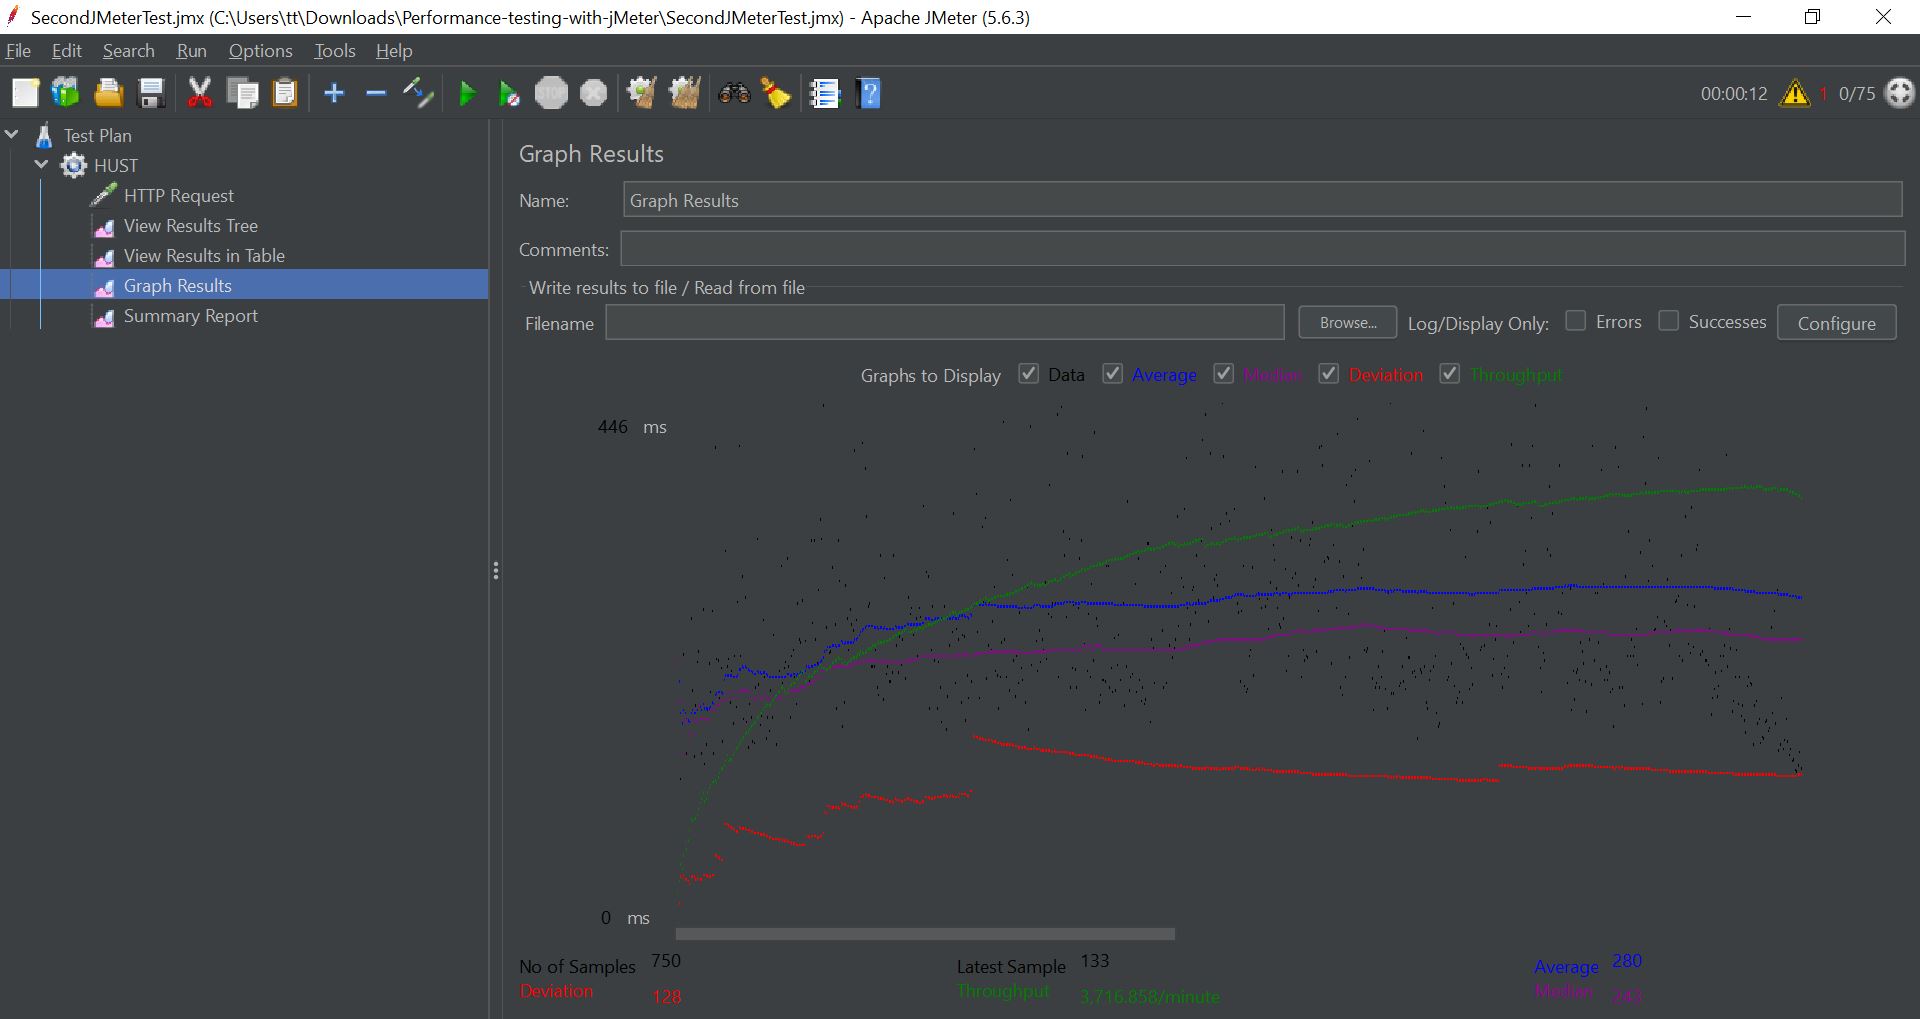 SecondJMeterTest.jmx (C:\Users\tt\Downloads\Performance-testing-with-jMeter\SecondJMeterTest.jmx) - Apache JMeter (5.6.3)
File Edit Search Run Options Tools Help
STOP
00:00:12 1 0/75
Test Plan
HUST
HTTP Request
View Results Tree
View Results in Table
Graph Results
Summary Report
Graph Results
Name: Graph Results
Comments:
Write results to file / Read from file
Filename Browse... Log/Display Only: Errors Successes Configure
Graphs to Display Data Average Median Deviation Throughput
446 ms
0 ms
No of Samples 750 Latest Sample 133 Average 280
Deviation 128 Throughput 3,716.858/minute Median 243